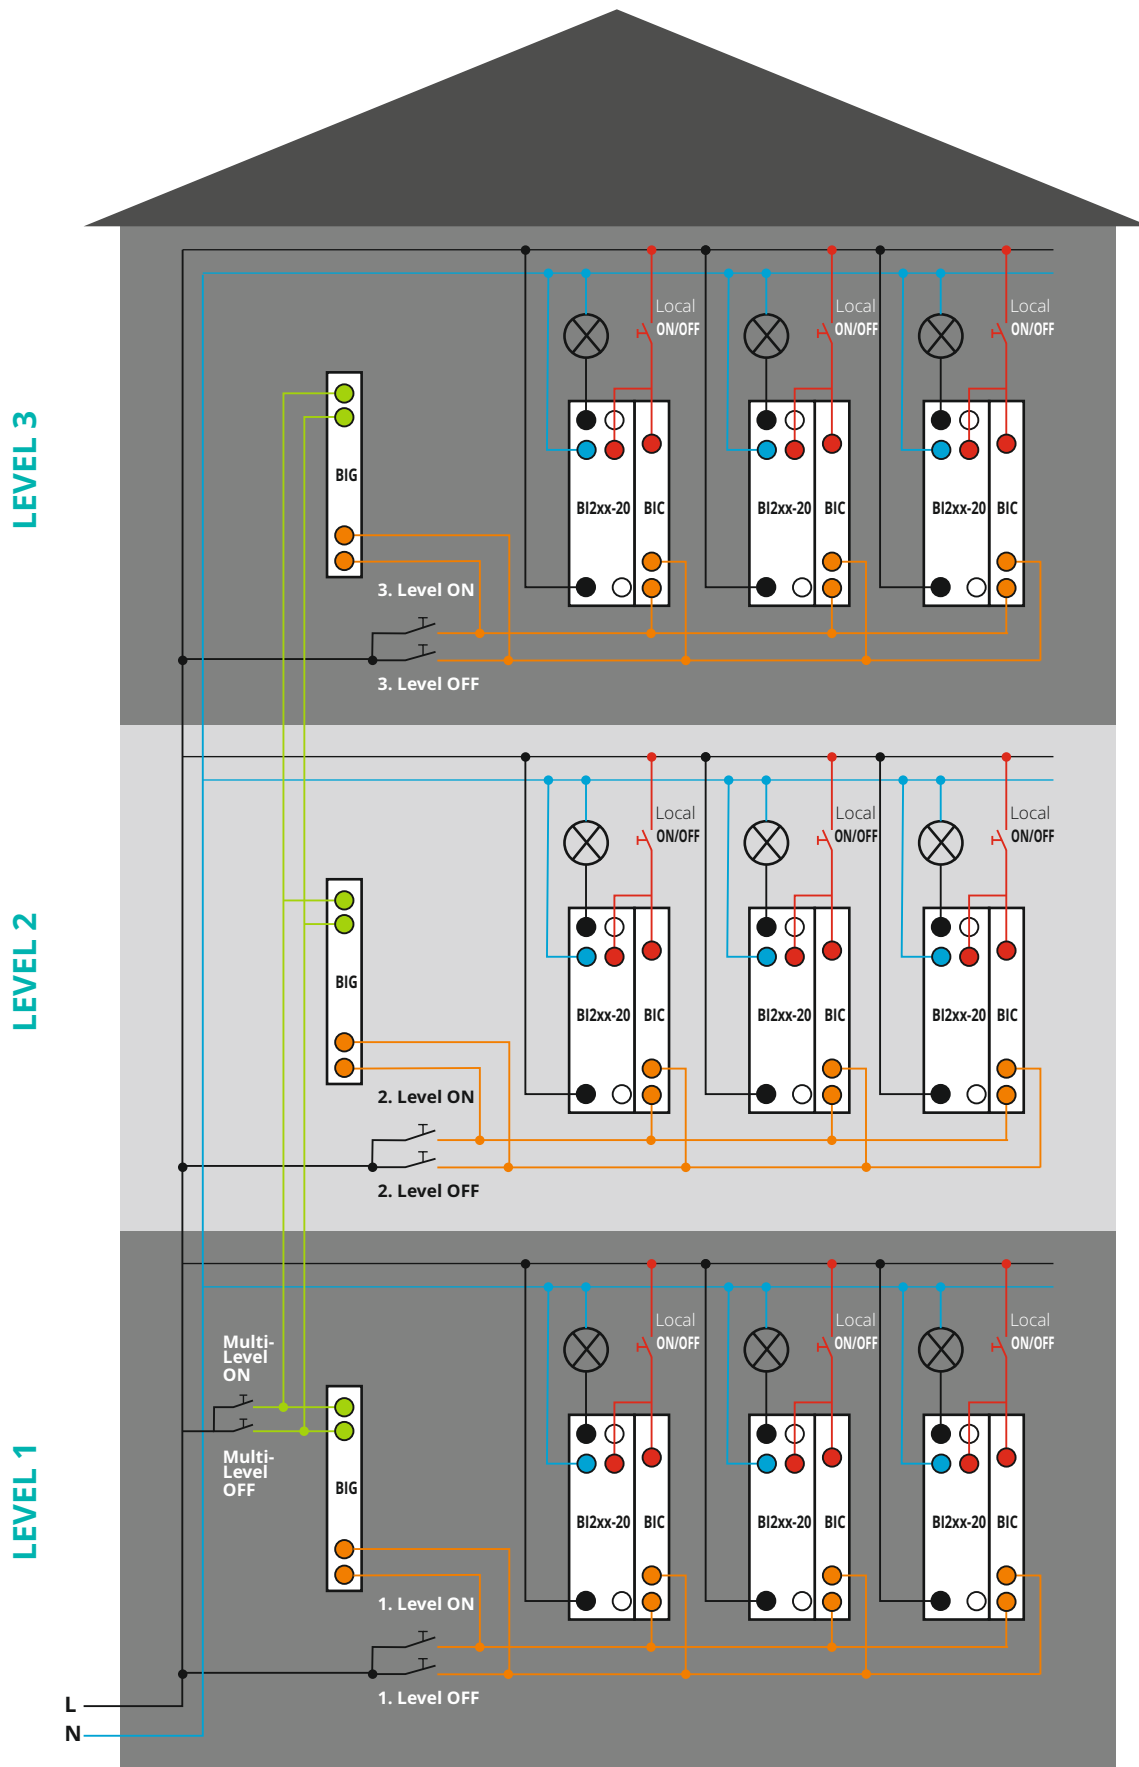 LEVEL 3
Local
ON/OFF
Local
ON/OFF
Local
ON/OFF
BIG
BI2xx-20
BIC
BI2xx-20
BIC
BI2xx-20
BIC
3. Level ON
3. Level OFF
LEVEL 2
Local
ON/OFF
Local
ON/OFF
Local
ON/OFF
BIG
BI2xx-20
BIC
BI2xx-20
BIC
BI2xx-20
BIC
2. Level ON
2. Level OFF
LEVEL 1
Local
ON/OFF
Local
ON/OFF
Local
ON/OFF
Multi-
Level
ON
Multi-
Level
OFF
BIG
BI2xx-20
BIC
BI2xx-20
BIC
BI2xx-20
BIC
1. Level ON
1. Level OFF
L
N